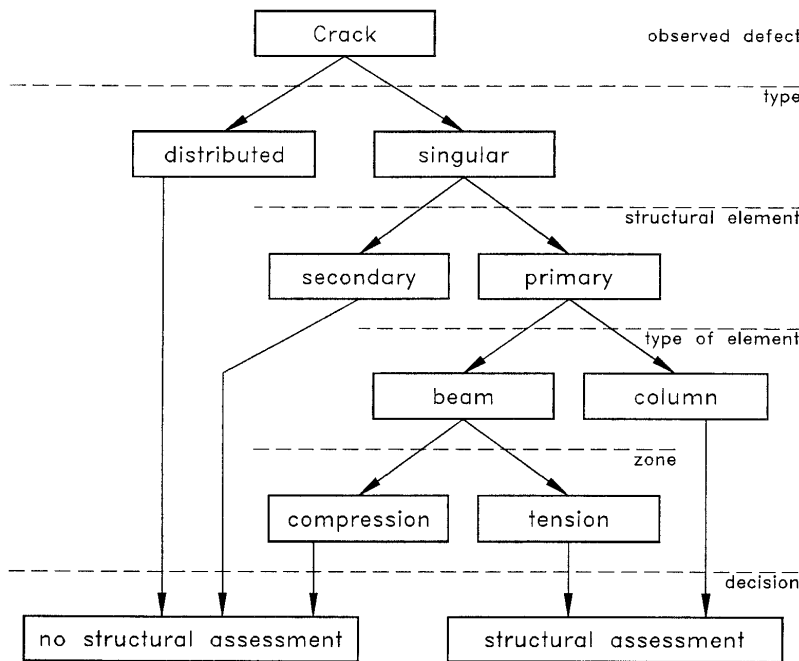 Crack
observed defect
type
distributed
singular
structural element
secondary
primary
type of element
beam
column
zone
compression
tension
decision
no structural assessment
structural assessment